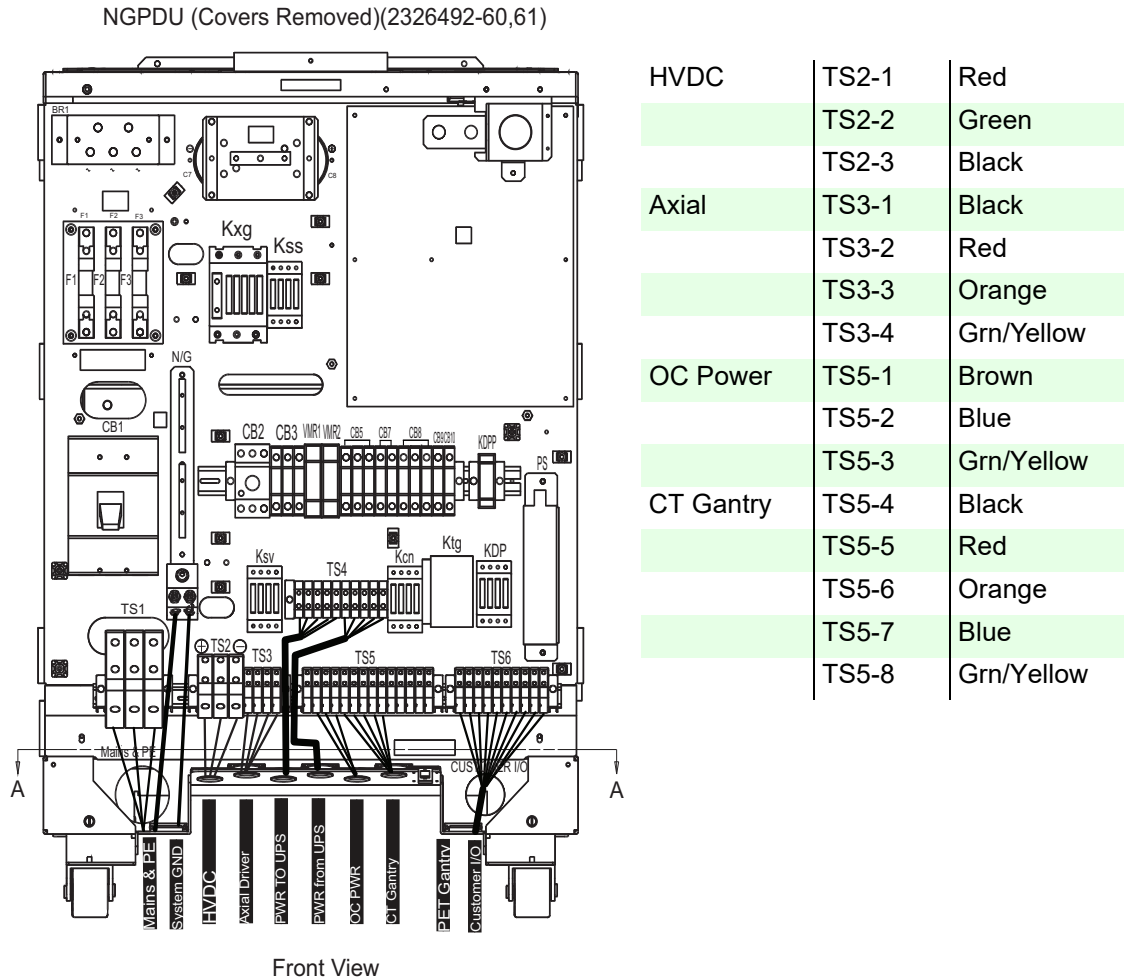 NGPDU (Covers Removed)(2326492-60,61)
BR1
C7
C8
F1 F2 F3
F1 F2 F3
Kxg
Kss
N/G
CB1
CB2 CB3 VMR1 VMR2 CB5 CB7 CB8 CB9 CB10 KDPP
PS
Ksv
TS4
Kcn
Ktg
KDP
TS1
TS2
TS3
TS5
TS6
Mains & PE
CUSTOMER I/O
A
A
Mains & PE
System GND
HVDC
Axial Driver
PWR TO UPS
PWR from UPS
OC PWR
CT Gantry
PET Gantry
Customer I/O
Front View
HVDC TS2-1 Red
TS2-2 Green
TS2-3 Black
Axial TS3-1 Black
TS3-2 Red
TS3-3 Orange
TS3-4 Grn/Yellow
OC Power TS5-1 Brown
TS5-2 Blue
TS5-3 Grn/Yellow
CT Gantry TS5-4 Black
TS5-5 Red
TS5-6 Orange
TS5-7 Blue
TS5-8 Grn/Yellow